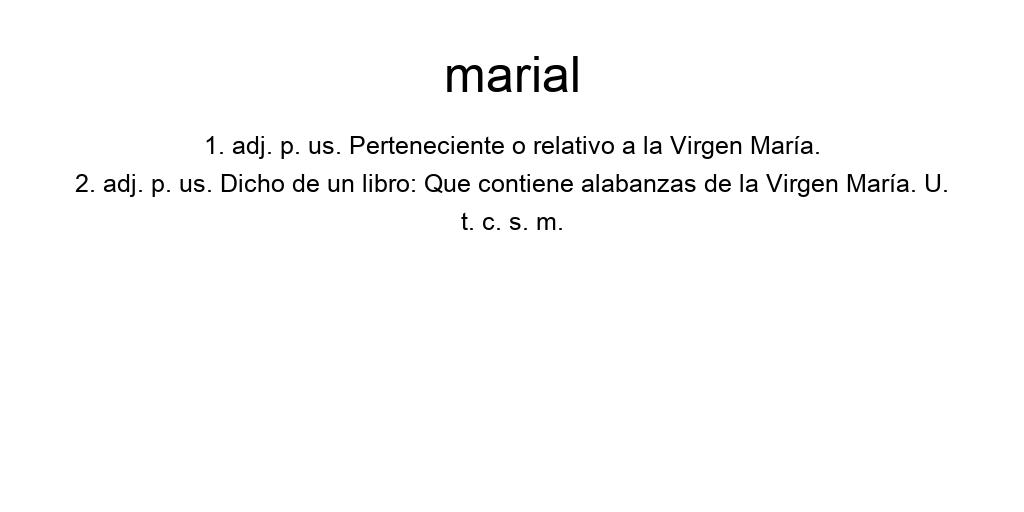 marial
1. adj. p. us. Perteneciente o relativo a la Virgen María.
2. adj. p. us. Dicho de un libro: Que contiene alabanzas de la Virgen María. U.
t. c. s. m.